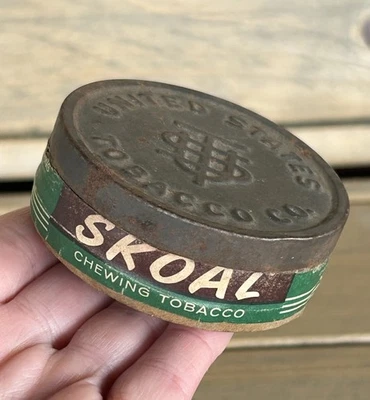 UNITED STATES
TOBACCO CO.
SKOAL
CHEWING TOBACCO